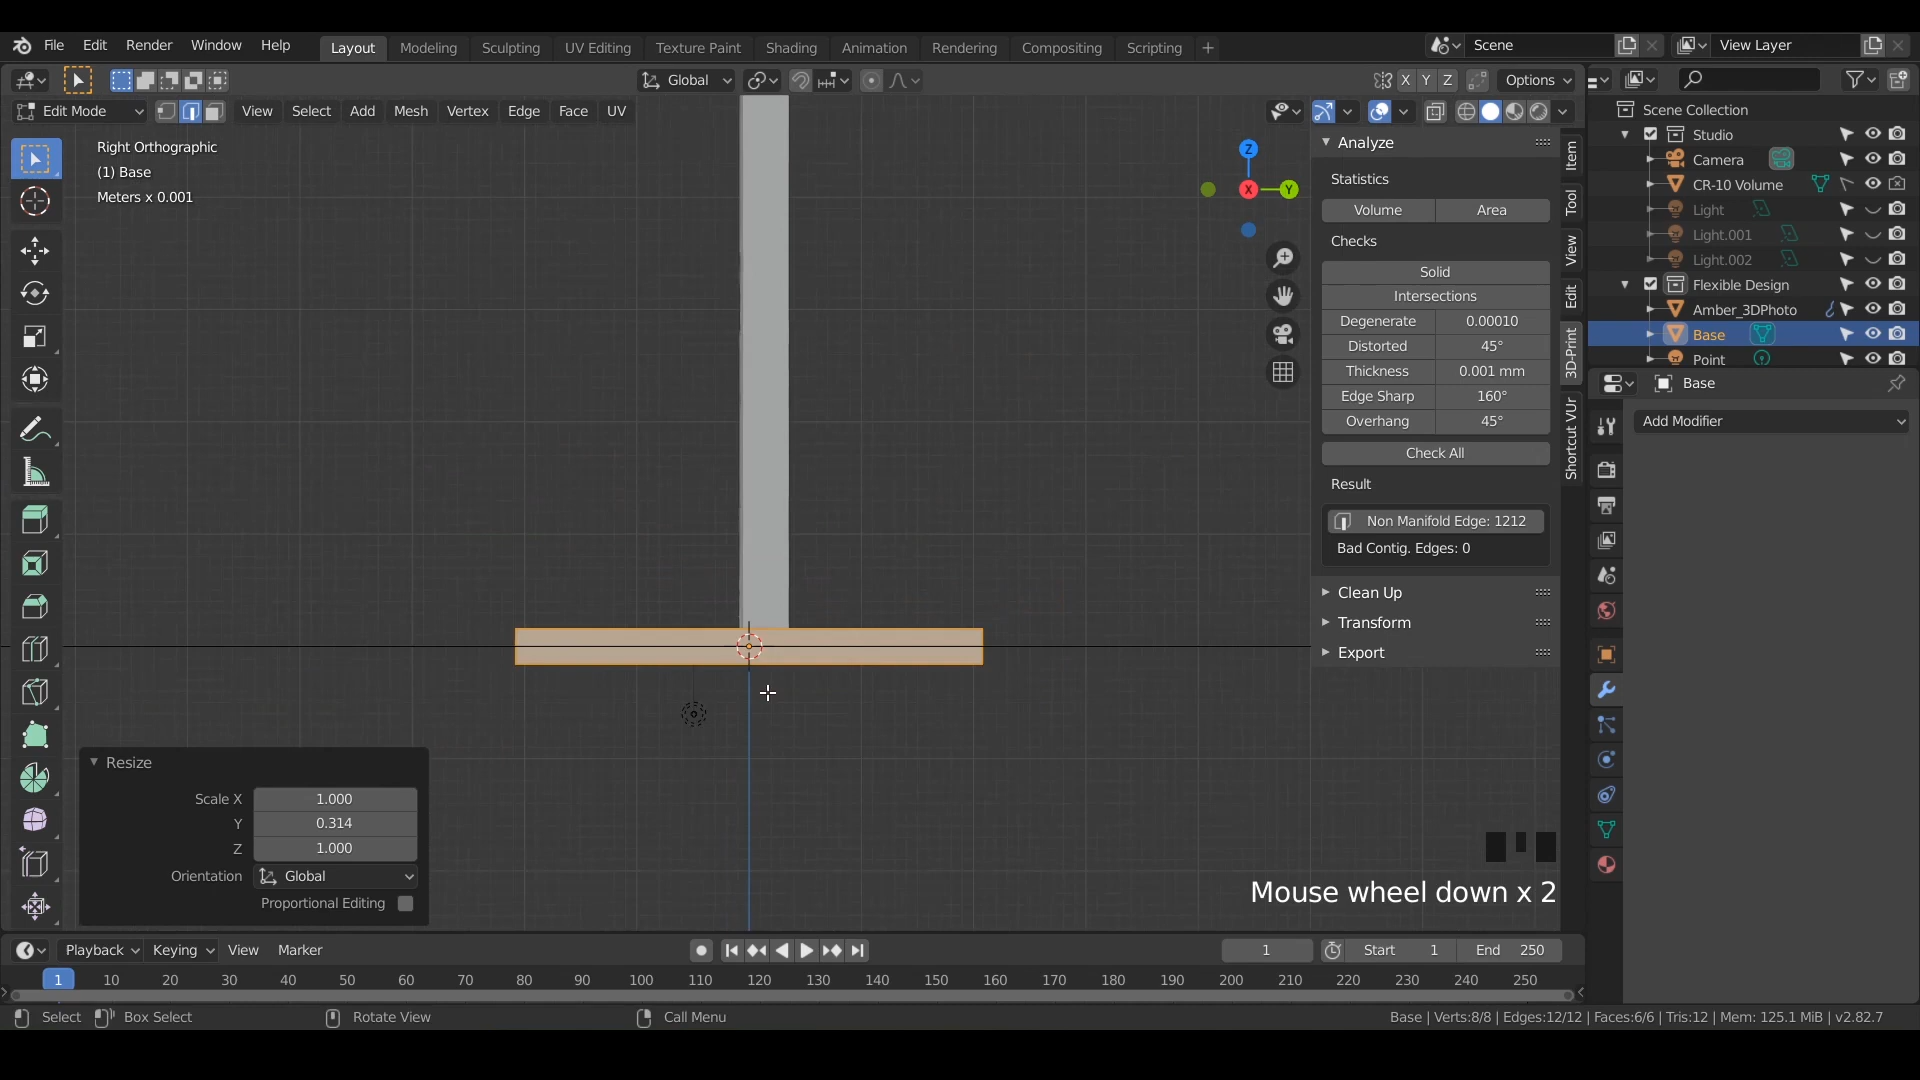 File Edit Render Window Help
Layout Modeling Sculpting UV Editing Texture Paint Shading Animation Rendering Compositing Scripting +
Scene
View Layer
Global
X Y Z Options
Edit Mode View Select Add Mesh Vertex Edge Face UV
Right Orthographic
(1) Base
Meters x 0.001
Z
X Y
Analyze
Statistics
Volume Area
Checks
Solid
Intersections
Degenerate 0.00010
Distorted 45°
Thickness 0.001 mm
Edge Sharp 160°
Overhang 45°
Check All
Result
Non Manifold Edge: 1212
Bad Contig. Edges: 0
Clean Up
Transform
Export
Item
Tool
View
Edit
3D-Print
Shortcut VUr
Scene Collection
Studio
Camera
CR-10 Volume
Light
Light.001
Light.002
Flexible Design
Amber_3DPhoto
Base
Point
Base
Add Modifier
Resize
Scale X 1.000
Y 0.314
Z 1.000
Orientation Global
Proportional Editing
Mouse wheel down x 2
Playback Keying View Marker
1 Start 1 End 250
1 10 20 30 40 50 60 70 80 90 100 110 120 130 140 150 160 170 180 190 200 210 220 230 240 250
Select Box Select Rotate View Call Menu
Base | Verts:8/8 | Edges:12/12 | Faces:6/6 | Tris:12 | Mem: 125.1 MiB | v2.82.7